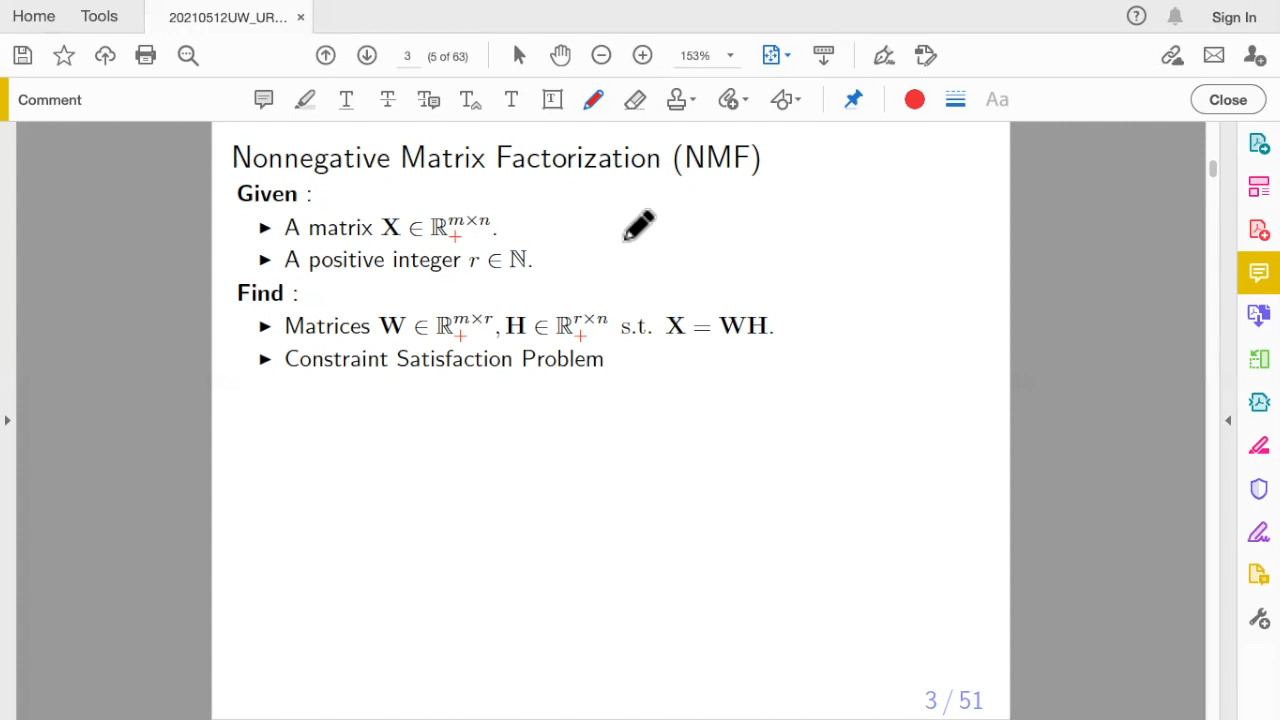 Home Tools 20210512UW_UR... × Sign In
3 (5 of 63) 153%
Comment Aa Close
Nonnegative Matrix Factorization (NMF)
Given :
▶ A matrix X ∈ ℝ₊^{m×n}.
▶ A positive integer r ∈ ℕ.
Find :
▶ Matrices W ∈ ℝ₊^{m×r}, H ∈ ℝ₊^{r×n} s.t. X = WH.
▶ Constraint Satisfaction Problem
3 / 51